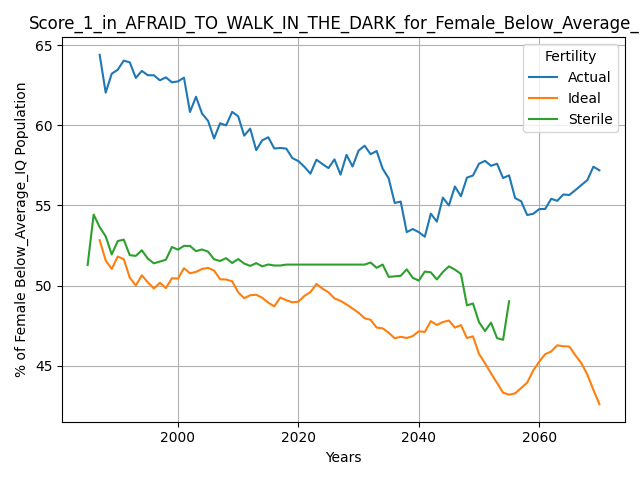 Score_1_in_AFRAID_TO_WALK_IN_THE_DARK_for_Female_Below_Average_
% of Female Below_Average_IQ Population
65
60
55
50
45
Fertility
Actual
Ideal
Sterile
2000
2020
2040
2060
Years